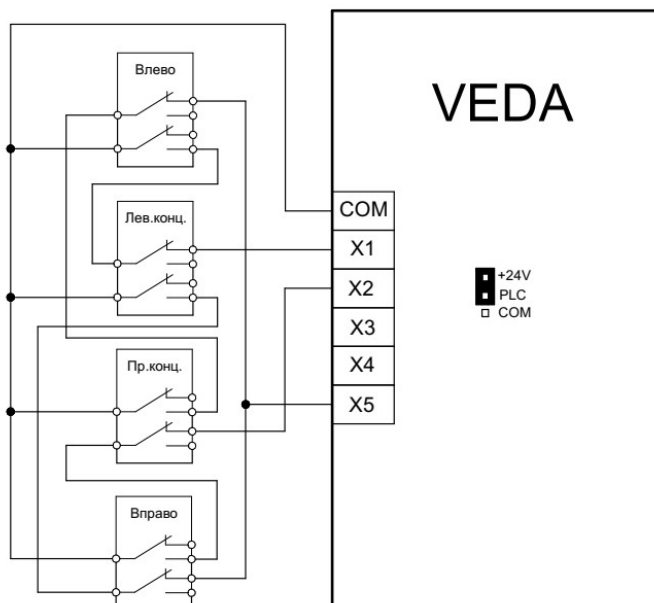 Влево
VEDA
Лев.конц.
COM
X1
X2
X3
X4
X5
+24V
PLC
COM
Пр.конц.
Вправо